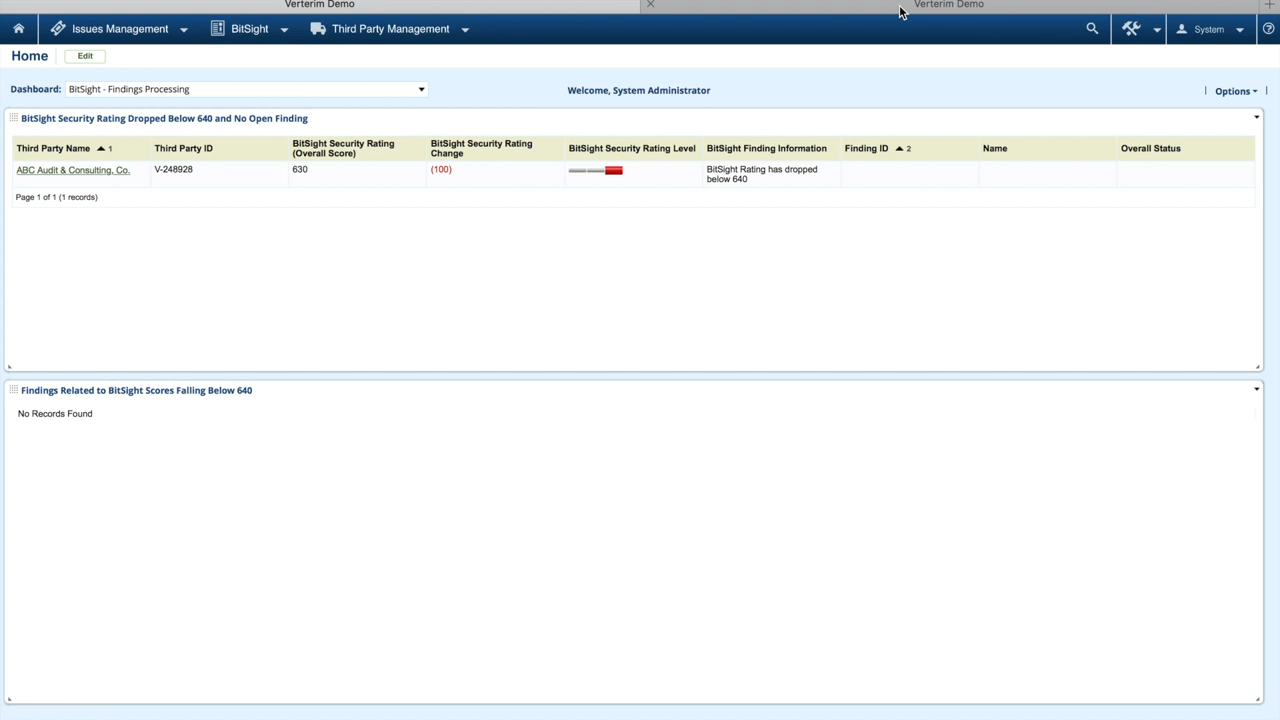 Verterim Demo
Verterim Demo
Issues Management
BitSight
Third Party Management
System
Home
Edit
Dashboard:
BitSight - Findings Processing
Welcome, System Administrator
Options
BitSight Security Rating Dropped Below 640 and No Open Finding
Third Party Name 1
Third Party ID
BitSight Security Rating
(Overall Score)
BitSight Security Rating
Change
BitSight Security Rating Level
BitSight Finding Information
Finding ID 2
Name
Overall Status
ABC Audit & Consulting, Co.
V-248928
630
(100)
BitSight Rating has dropped
below 640
Page 1 of 1 (1 records)
Findings Related to BitSight Scores Falling Below 640
No Records Found